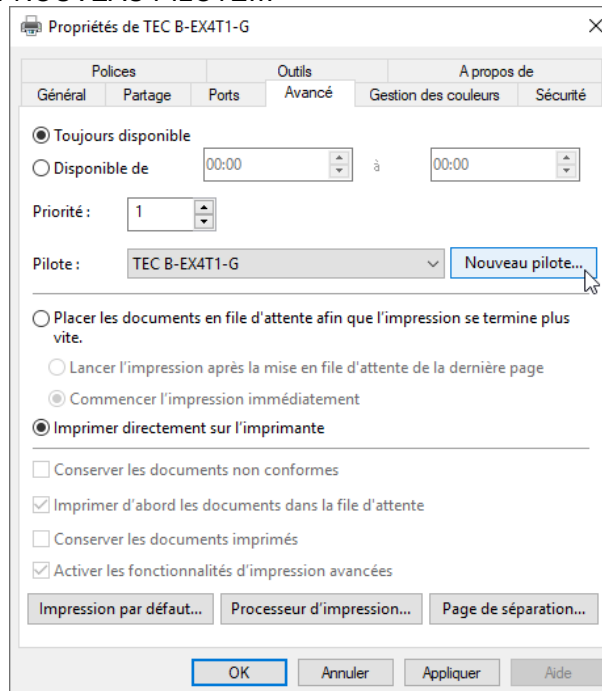 Propriétés de TEC B-EX4T1-G
Polices Outils A propos de
Général Partage Ports Avancé Gestion des couleurs Sécurité
Toujours disponible
Disponible de 00:00 à 00:00
Priorité : 1
Pilote : TEC B-EX4T1-G Nouveau pilote...
Placer les documents en file d'attente afin que l'impression se termine plus
vite.
Lancer l'impression après la mise en file d'attente de la dernière page
Commencer l'impression immédiatement
Imprimer directement sur l'imprimante
Conserver les documents non conformes
Imprimer d'abord les documents dans la file d'attente
Conserver les documents imprimés
Activer les fonctionnalités d'impression avancées
Impression par défaut... Processeur d'impression... Page de séparation...
OK Annuler Appliquer Aide